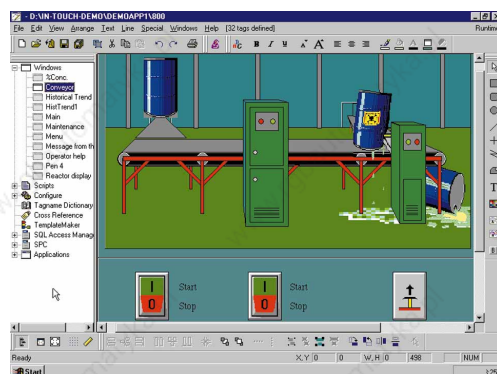 - D:\IN-TOUCH-DEMO\DEMOAPP1\800
File Edit View Arrange Text Line Special Windows Help [32 tags defined]
Runtime
Windows
%Conc.
Conveyor
Historical Trend
HistTrend1
Main
Maintenance
Menu
Message from th
Operator help
Pen 4
Reactor display
Scripts
Configure
Tagname Dictionary
Cross Reference
TemplateMaker
SQL Access Manag
SPC
Applications
I Start I Start
0 Stop 0 Stop
Ready X, Y 0 0 W, H 0 498 NUM
Start